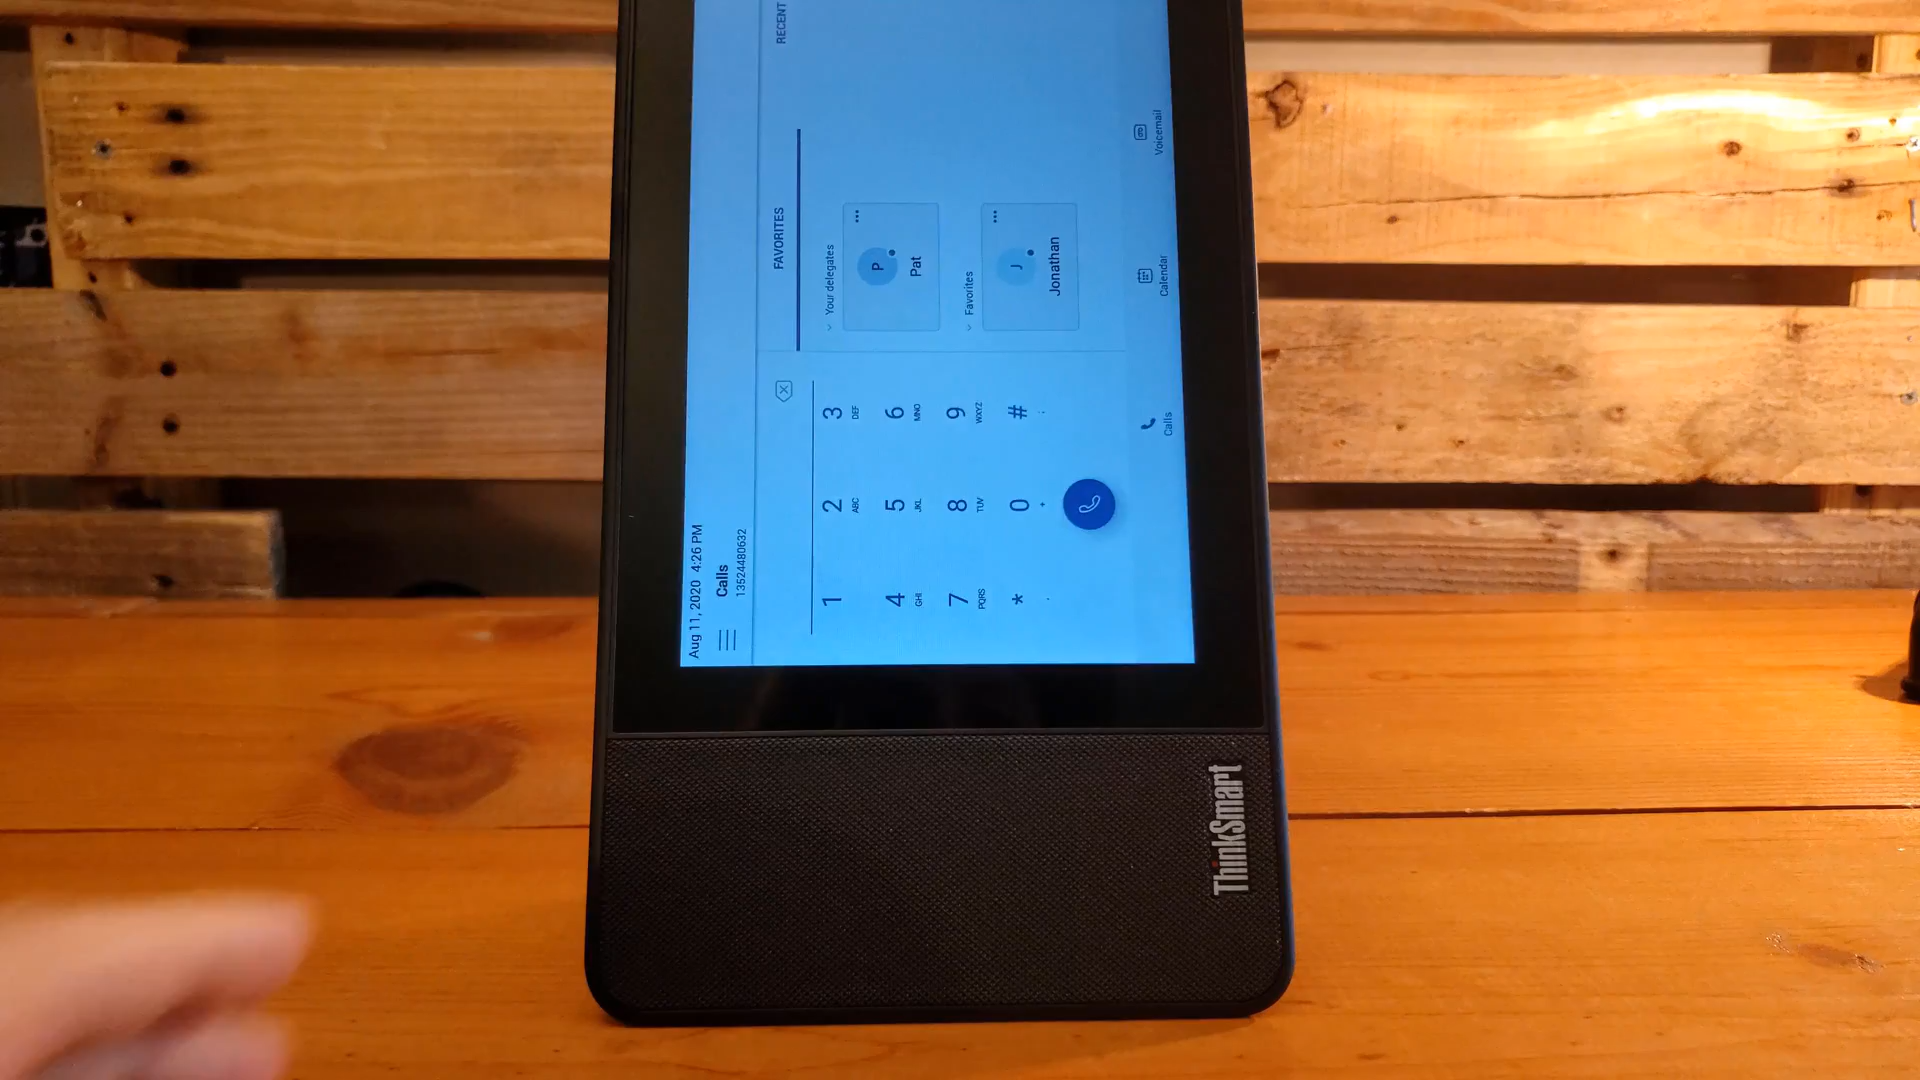 Aug 11, 2020 4:26 PM
Calls
13524480632
FAVORITES
RECENT
1
2 ABC
3 DEF
4 GHI
5 JKL
6 MNO
7 PQRS
8 TUV
9 WXYZ
*
0 +
#
Your delegates
P
Pat
Favorites
J
Jonathan
Calls
Calendar
Voicemail
ThinkSmart